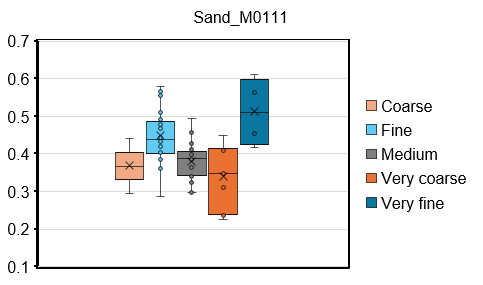 Sand_M0111
0.7
0.6
0.5
0.4
0.3
0.2
0.1
Coarse
Fine
Medium
Very coarse
Very fine